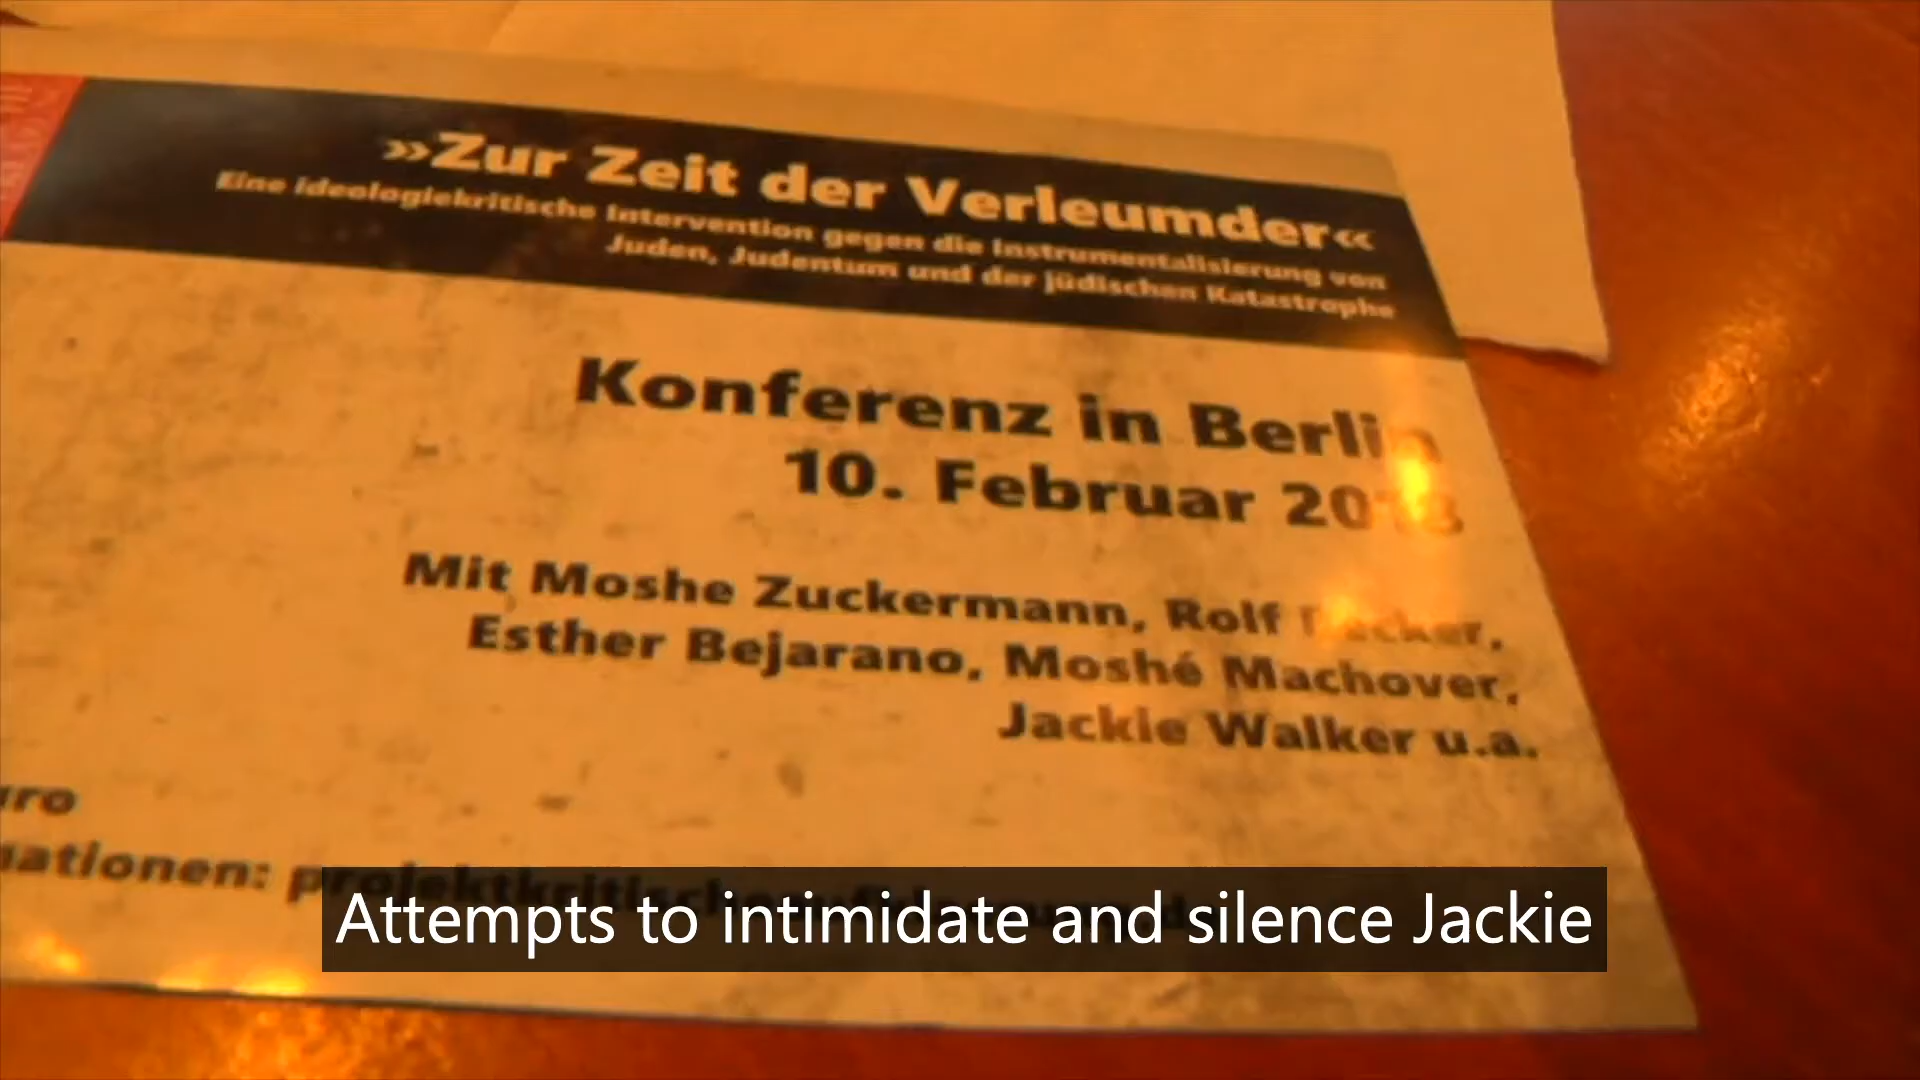 »Zur Zeit der Verleumder«
Eine ideologiekritische Intervention gegen die Instrumentalisierung von
Juden, Judentum und der jüdischen Katastrophe
Konferenz in Berlin
10. Februar 2018
Mit Moshe Zuckermann, Rolf
Esther Bejarano, Moshé Machover,
Jackie Walker u.a.
Attempts to intimidate and silence Jackie